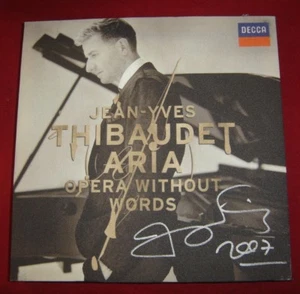 DECCA
JEAN-YVES
THIBAUDET
ARIA
OPERA WITHOUT
WORDS
2007